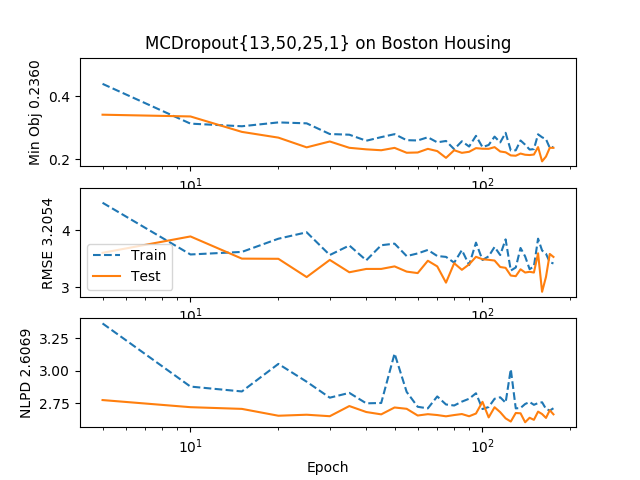 MCDropout{13,50,25,1} on Boston Housing
Min Obj 0.2360
0.4
0.2
10^1
10^2
RMSE 3.2054
4
3
Train
Test
10^1
10^2
NLPD 2.6069
3.25
3.00
2.75
10^1
10^2
Epoch